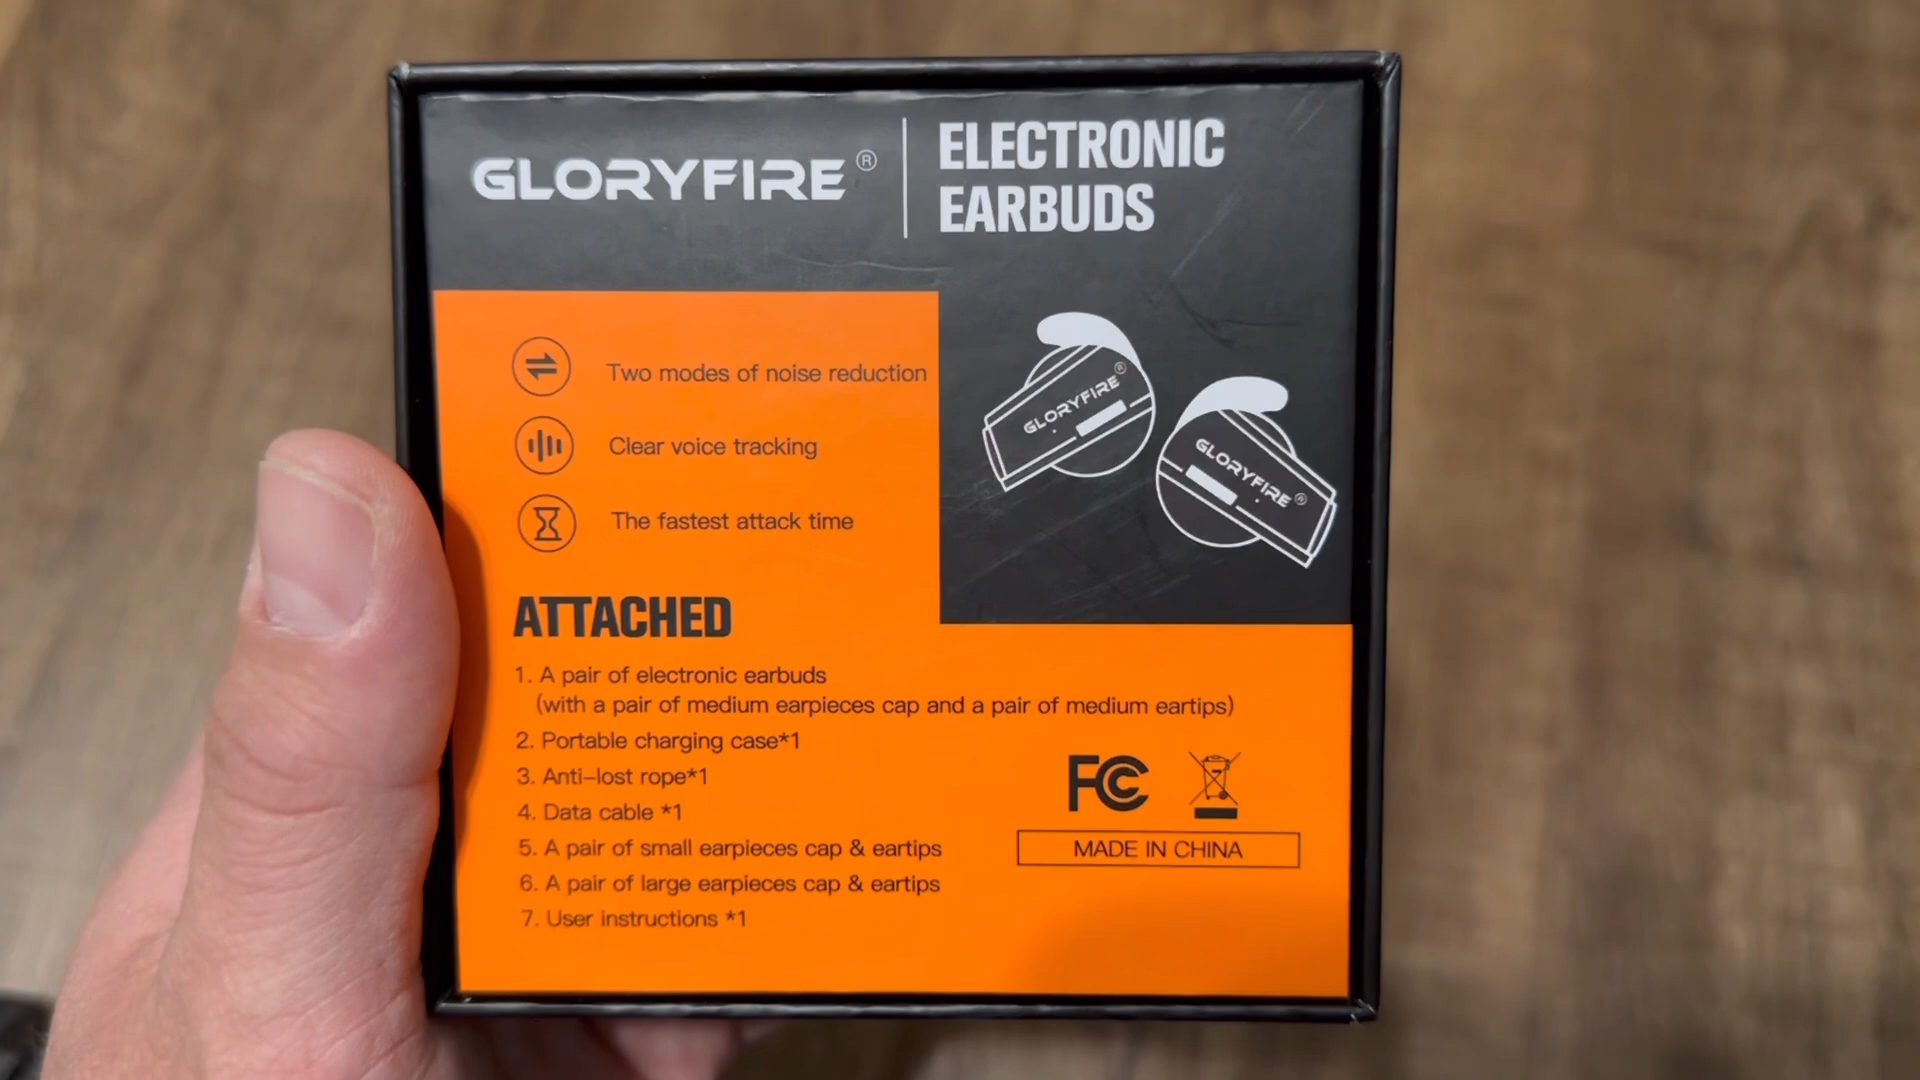 GLORYFIRE®
ELECTRONIC
EARBUDS
Two modes of noise reduction
Clear voice tracking
The fastest attack time
GLORYFIRE®
GLORYFIRE®
ATTACHED
1. A pair of electronic earbuds
(with a pair of medium earpieces cap and a pair of medium eartips)
2. Portable charging case*1
3. Anti–lost rope*1
4. Data cable *1
5. A pair of small earpieces cap & eartips
6. A pair of large earpieces cap & eartips
7. User instructions *1
FC
MADE IN CHINA